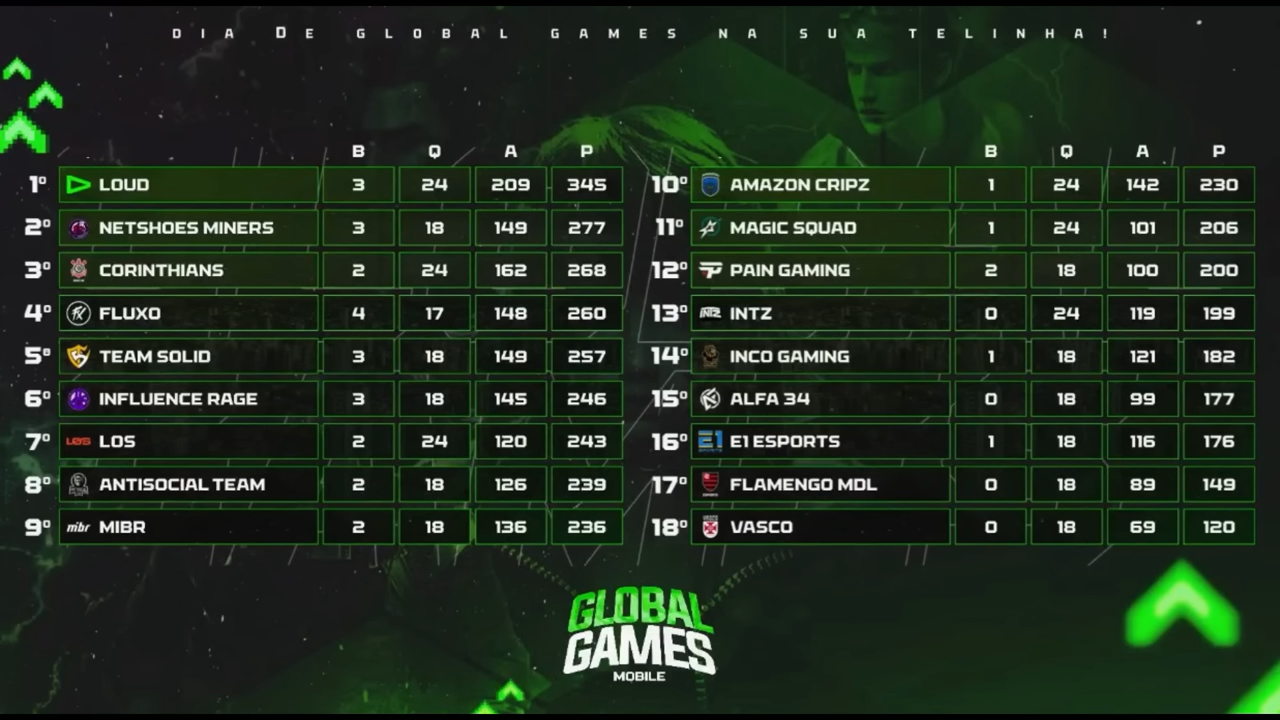 DIA DE GLOBAL GAMES NA SUA TELINHA!
B Q A P
1º LOUD 3 24 209 345
2º NETSHOES MINERS 3 18 149 277
3º CORINTHIANS 2 24 162 268
4º FLUXO 4 17 148 260
5º TEAM SOLID 3 18 149 257
6º INFLUENCE RAGE 3 18 145 246
7º LOS LOS 2 24 120 243
8º ANTISOCIAL TEAM 2 18 126 239
9º mibr MIBR 2 18 136 236
B Q A P
10º AMAZON CRIPZ 1 24 142 230
11º MAGIC SQUAD 1 24 101 206
12º PAIN GAMING 2 18 100 200
13º INTZ INTZ 0 24 119 199
14º INCO GAMING 1 18 121 182
15º ALFA 34 0 18 99 177
16º E1 E1 ESPORTS 1 18 116 176
17º FLAMENGO MDL 0 18 89 149
18º VASCO 0 18 69 120
GLOBAL
GAMES
MOBILE